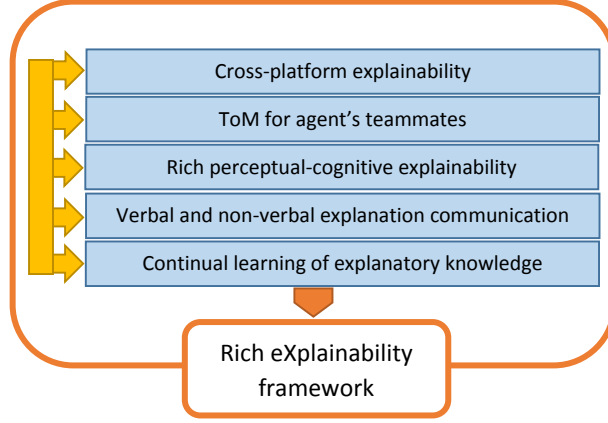 Cross-platform explainability
ToM for agent's teammates
Rich perceptual-cognitive explainability
Verbal and non-verbal explanation communication
Continual learning of explanatory knowledge
Rich eXplainability
framework